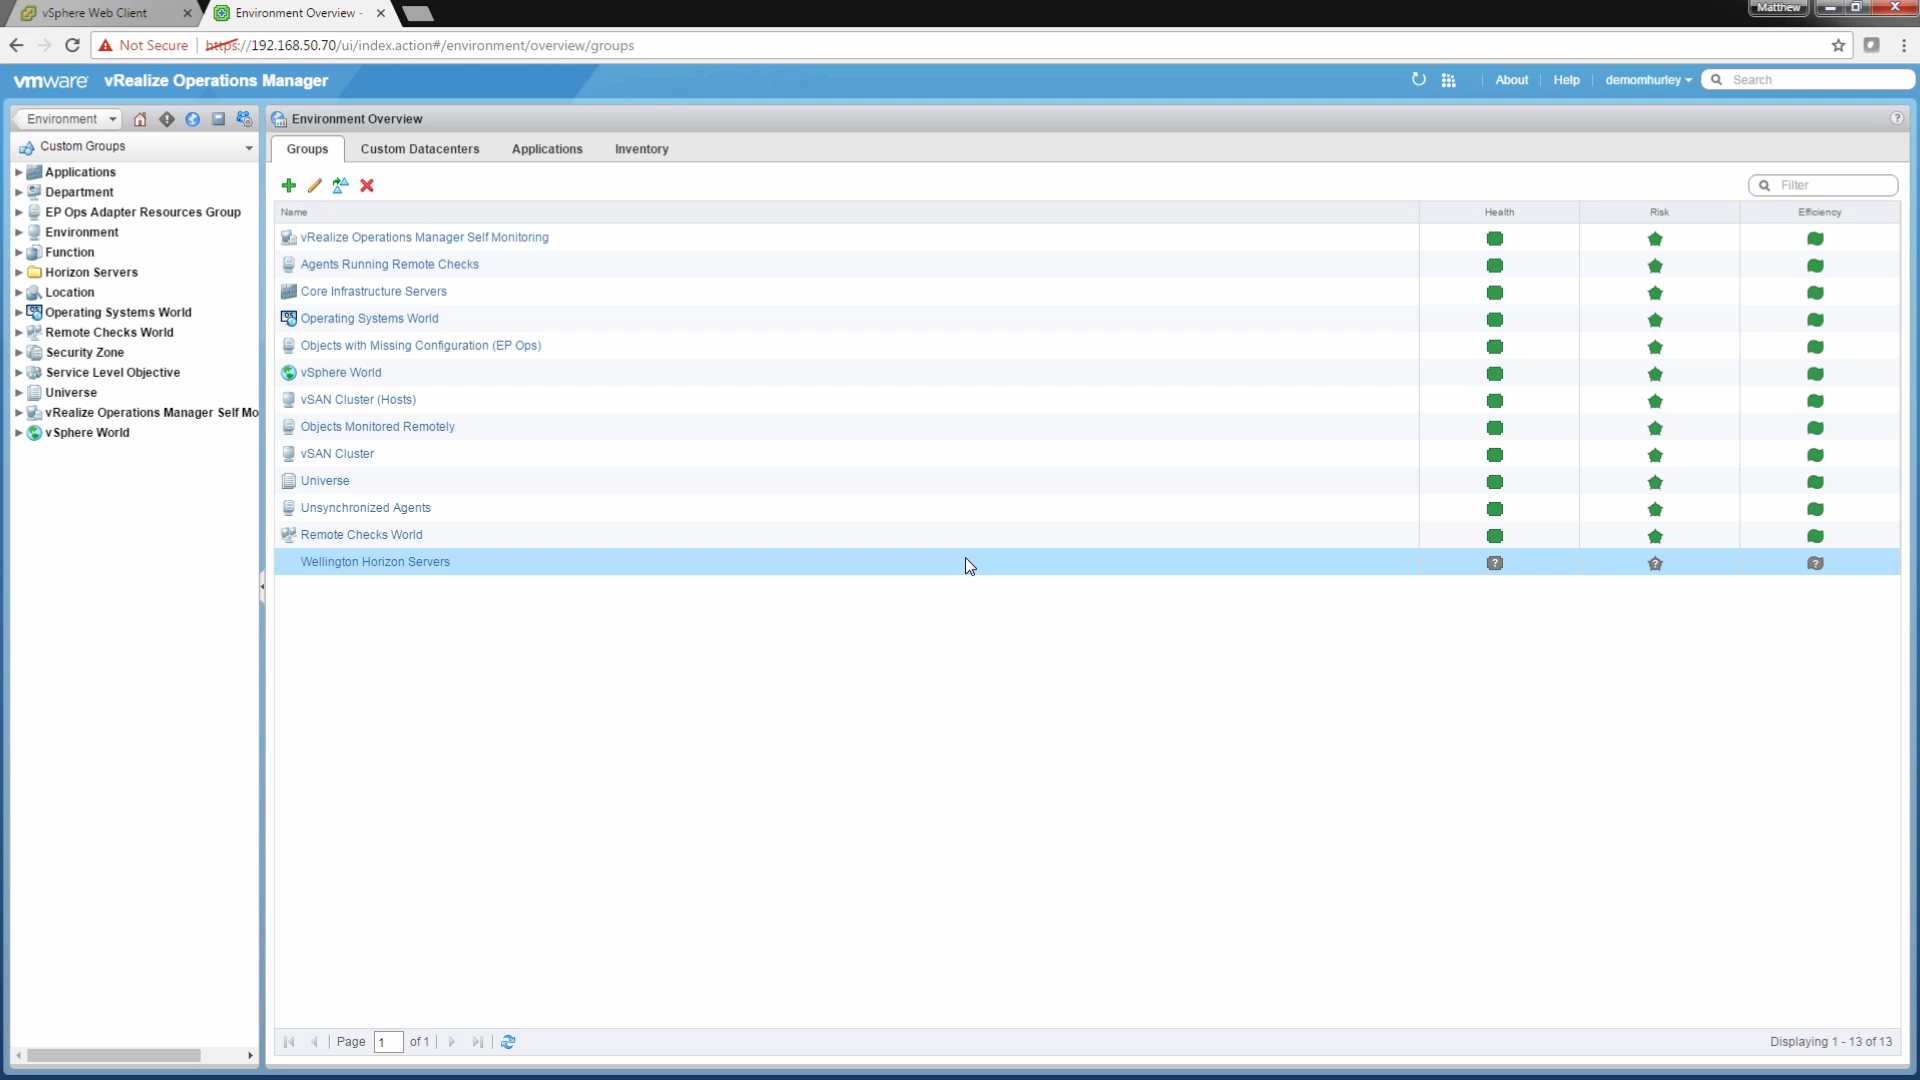 vSphere Web Client
Environment Overview -
Matthew
Not Secure
https://192.168.50.70/ui/index.action#/environment/overview/groups
vmware vRealize Operations Manager
About
Help
demomhurley
Search
Environment
Custom Groups
Applications
Department
EP Ops Adapter Resources Group
Environment
Function
Horizon Servers
Location
Operating Systems World
Remote Checks World
Security Zone
Service Level Objective
Universe
vRealize Operations Manager Self Mo
vSphere World
Environment Overview
Groups
Custom Datacenters
Applications
Inventory
Filter
Name
Health
Risk
Efficiency
vRealize Operations Manager Self Monitoring
Agents Running Remote Checks
Core Infrastructure Servers
Operating Systems World
Objects with Missing Configuration (EP Ops)
vSphere World
vSAN Cluster (Hosts)
Objects Monitored Remotely
vSAN Cluster
Universe
Unsynchronized Agents
Remote Checks World
Wellington Horizon Servers
? ? ?
Page 1 of 1
Displaying 1 - 13 of 13